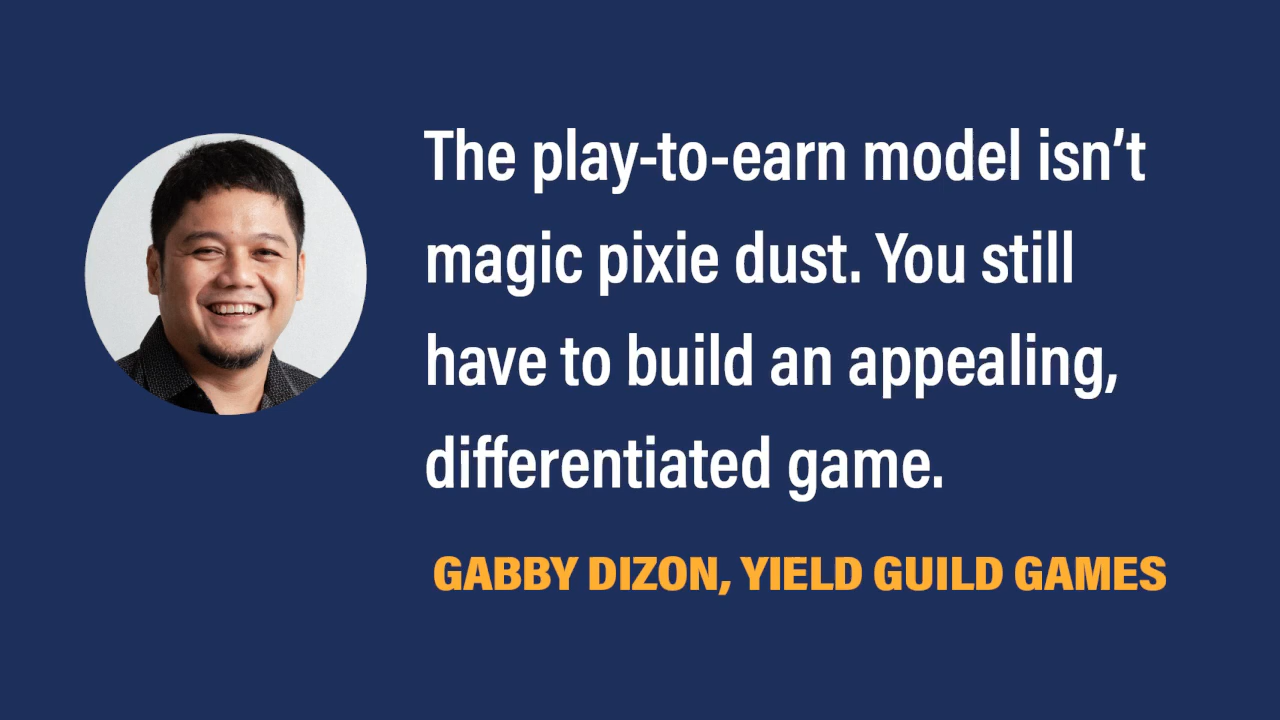 The play-to-earn model isn’t
magic pixie dust. You still
have to build an appealing,
differentiated game.
GABBY DIZON, YIELD GUILD GAMES